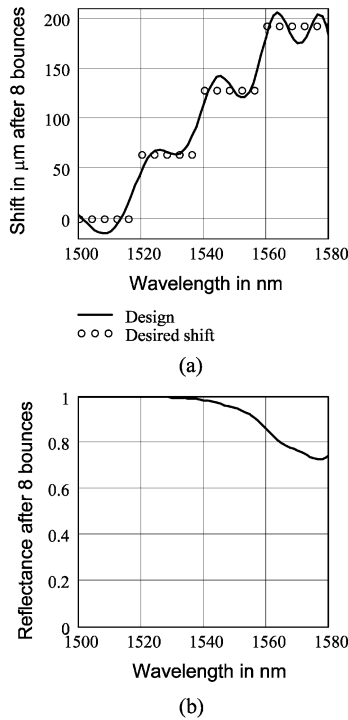 Shift in μm after 8 bounces
200
150
100
50
0
1500 1520 1540 1560 1580
Wavelength in nm
Design
Desired shift
(a)
Reflectance after 8 bounces
1
0.8
0.6
0.4
0.2
0
1500 1520 1540 1560 1580
Wavelength in nm
(b)